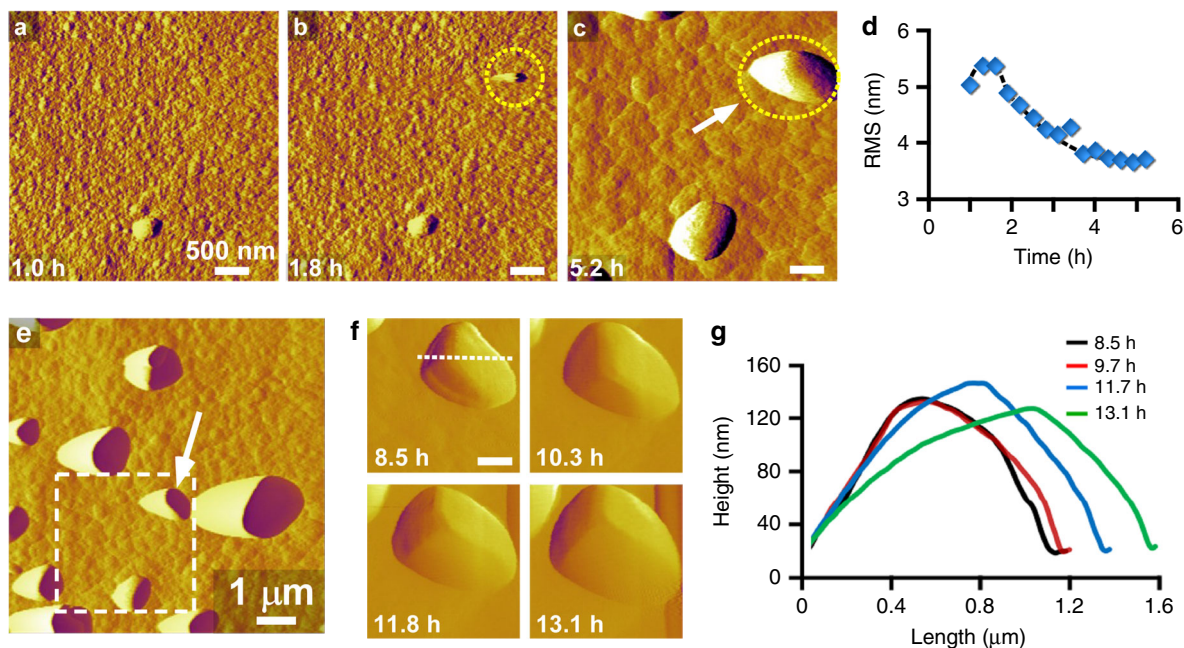 a
1.0 h
500 nm
b
1.8 h
c
5.2 h
d
RMS (nm)
6
5
4
3
0
2
4
6
Time (h)
e
1 μm
f
8.5 h
10.3 h
11.8 h
13.1 h
g
8.5 h
9.7 h
11.7 h
13.1 h
Height (nm)
160
120
80
40
0
0
0.4
0.8
1.2
1.6
Length (μm)